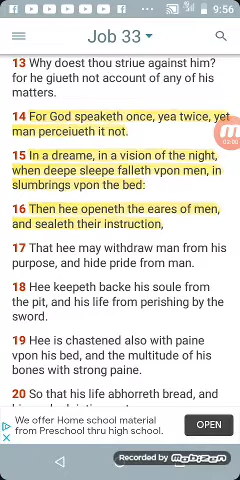 9:56
Job 33
13 Why doest thou striue against him?
for he giueth not account of any of his
matters.
14 For God speaketh once, yea twice, yet
man perceiueth it not.
15 In a dreame, in a vision of the night,
when deepe sleepe falleth vpon men, in
slumbrings vpon the bed:
16 Then hee openeth the eares of men,
and sealeth their instruction,
17 That hee may withdraw man from his
purpose, and hide pride from man.
18 Hee keepeth backe his soule from
the pit, and his life from perishing by the
sword.
19 Hee is chastened also with paine
vpon his bed, and the multitude of his
bones with strong paine.
20 So that his life abhorreth bread, and
We offer Home school material
from Preschool thru high school.
OPEN
Recorded by Mobizen